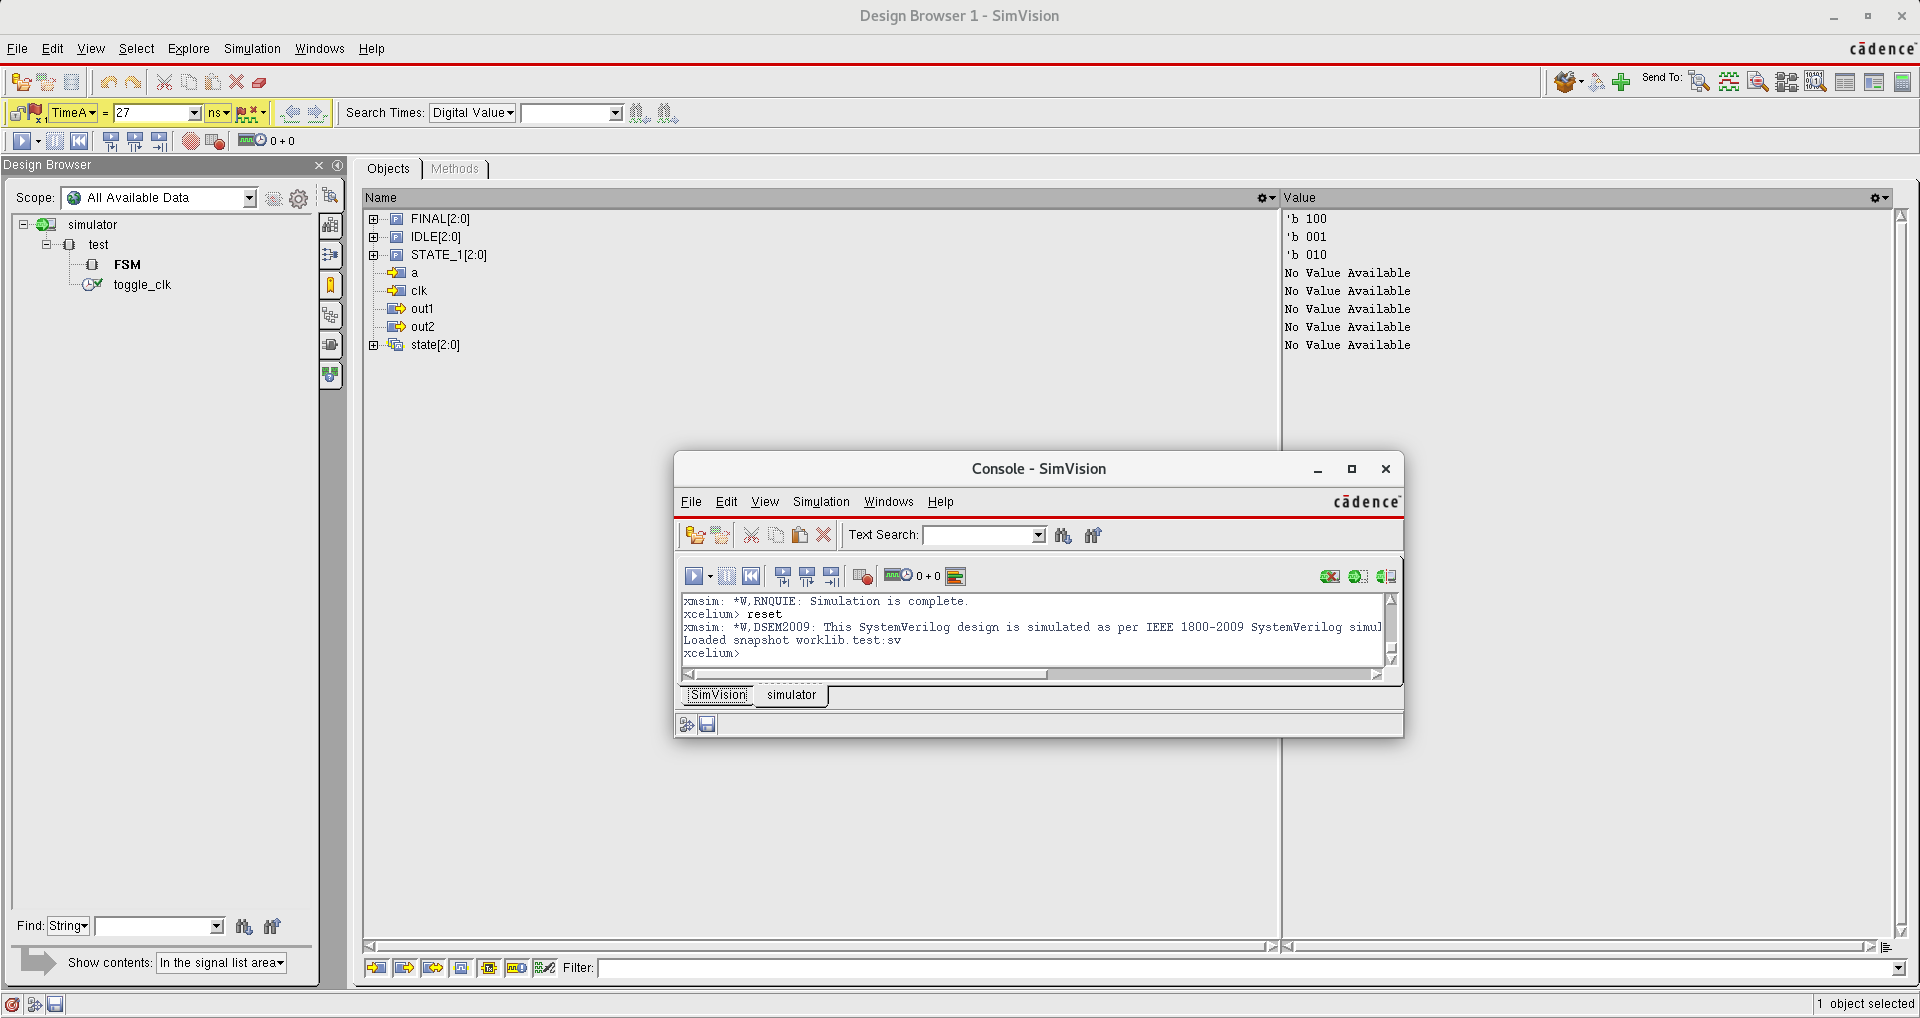 Design Browser 1 - SimVision
File Edit View Select Explore Simulation Windows Help
cādence
Send To:
TimeA = 27 ns Search Times: Digital Value
0 + 0
Design Browser
Scope: All Available Data
simulator
test
FSM
toggle_clk
Find: String
Show contents: In the signal list area
Objects Methods
Name Value
FINAL[2:0] 'b 100
IDLE[2:0] 'b 001
STATE_1[2:0] 'b 010
a No Value Available
clk No Value Available
out1 No Value Available
out2 No Value Available
state[2:0] No Value Available
Console - SimVision
File Edit View Simulation Windows Help
cādence
Text Search:
0 + 0
xmsim: *W,RNQUIE: Simulation is complete.
xcelium> reset
xmsim: *W,DSEM2009: This SystemVerilog design is simulated as per IEEE 1800-2009 SystemVerilog simul
Loaded snapshot worklib.test:sv
xcelium>
SimVision simulator
Filter:
1 object selected